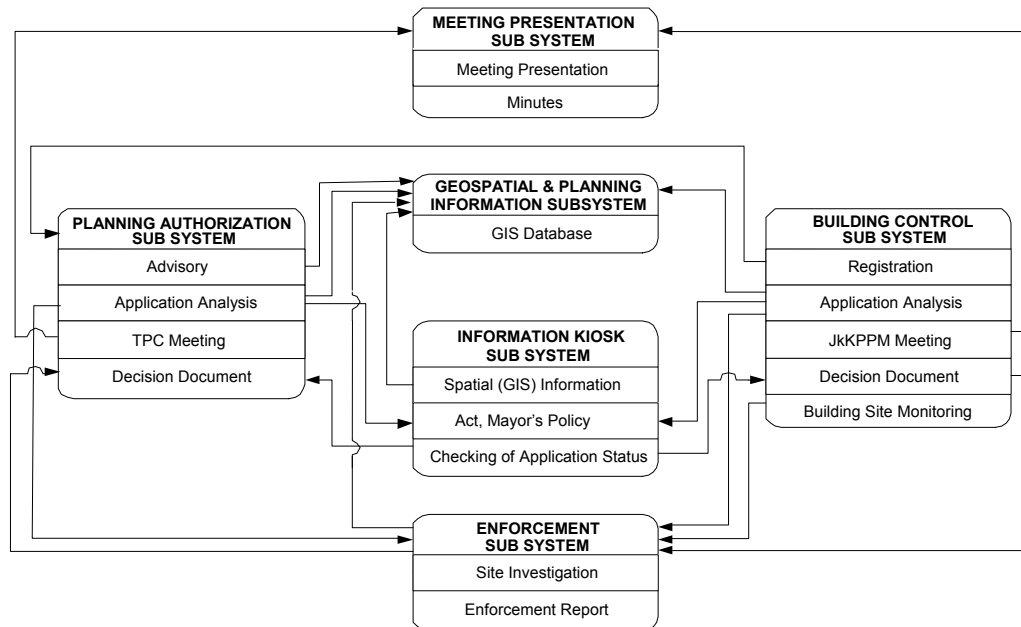 MEETING PRESENTATION
SUB SYSTEM
Meeting Presentation
Minutes
GEOSPATIAL & PLANNING
INFORMATION SUBSYSTEM
GIS Database
PLANNING AUTHORIZATION
SUB SYSTEM
Advisory
Application Analysis
TPC Meeting
Decision Document
BUILDING CONTROL
SUB SYSTEM
Registration
Application Analysis
JkKPPM Meeting
Decision Document
Building Site Monitoring
INFORMATION KIOSK
SUB SYSTEM
Spatial (GIS) Information
Act, Mayor's Policy
Checking of Application Status
ENFORCEMENT
SUB SYSTEM
Site Investigation
Enforcement Report